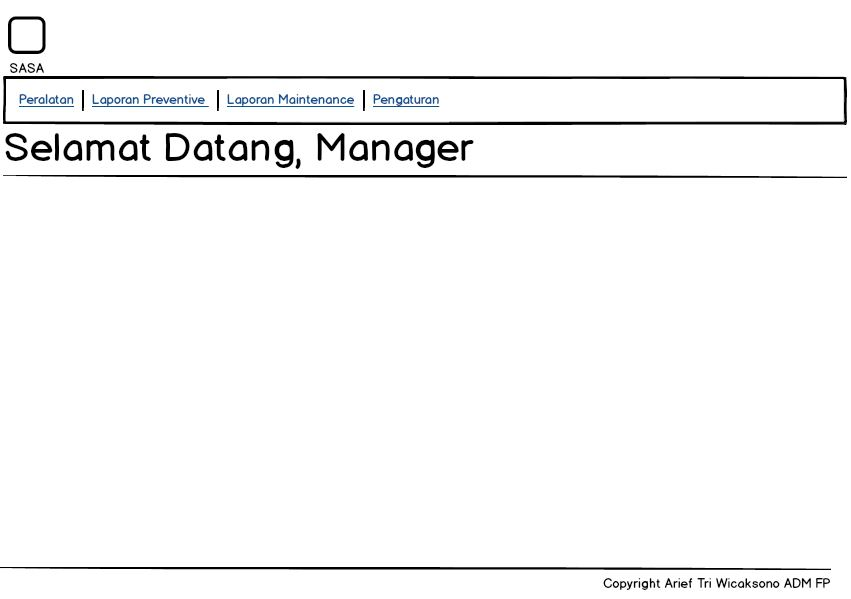 SASA
Peralatan | Laporan Preventive | Laporan Maintenance | Pengaturan
Selamat Datang, Manager
Copyright Arief Tri Wicaksono ADM FP